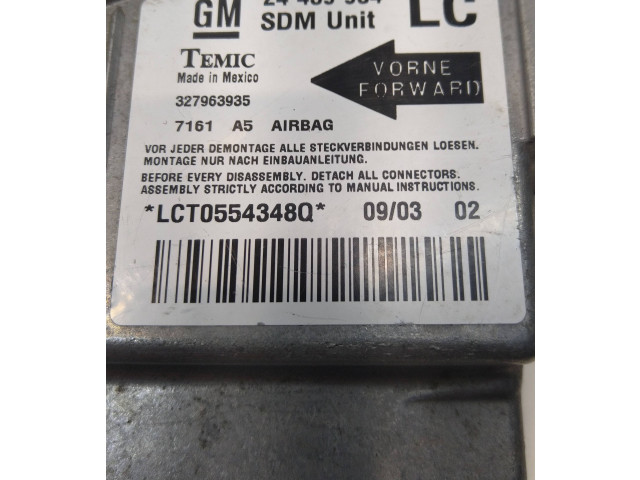 GM LC
SDM Unit
TEMIC
Made in Mexico
VORNE
FORWARD
327963935
7161 A5 AIRBAG
VOR JEDER DEMONTAGE ALLE STECKVERBINDUNGEN LOESEN.
MONTAGE NUR NACH EINBAUANLEITUNG.
BEFORE EVERY DISASSEMBLY. DETACH ALL CONNECTORS.
ASSEMBLY STRICTLY ACCORDING TO MANUAL INSTRUCTIONS.
*LCT0554348Q* 09/03 02